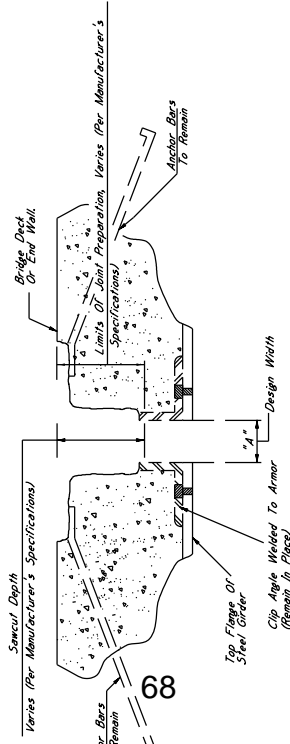 Sawcut Depth
Varies (Per Manufacturer's Specifications)
Bridge Deck
Or End Wall.
Limits Of Joint Preparation, Varies (Per Manufacturer's
Specifications)
Anchor Bars
To Remain
Bars
Remain
Top Flange Of
Steel Girder
Clip Angle Welded To Armor
(Remain In Place)
"A"
Design Width
68